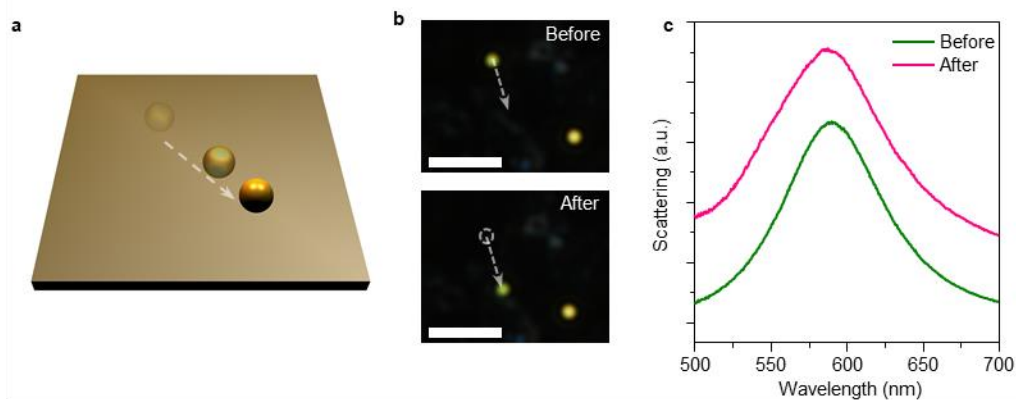 a
b
Before
After
c
Before
After
Scattering (a.u.)
500
550
600
650
700
Wavelength (nm)